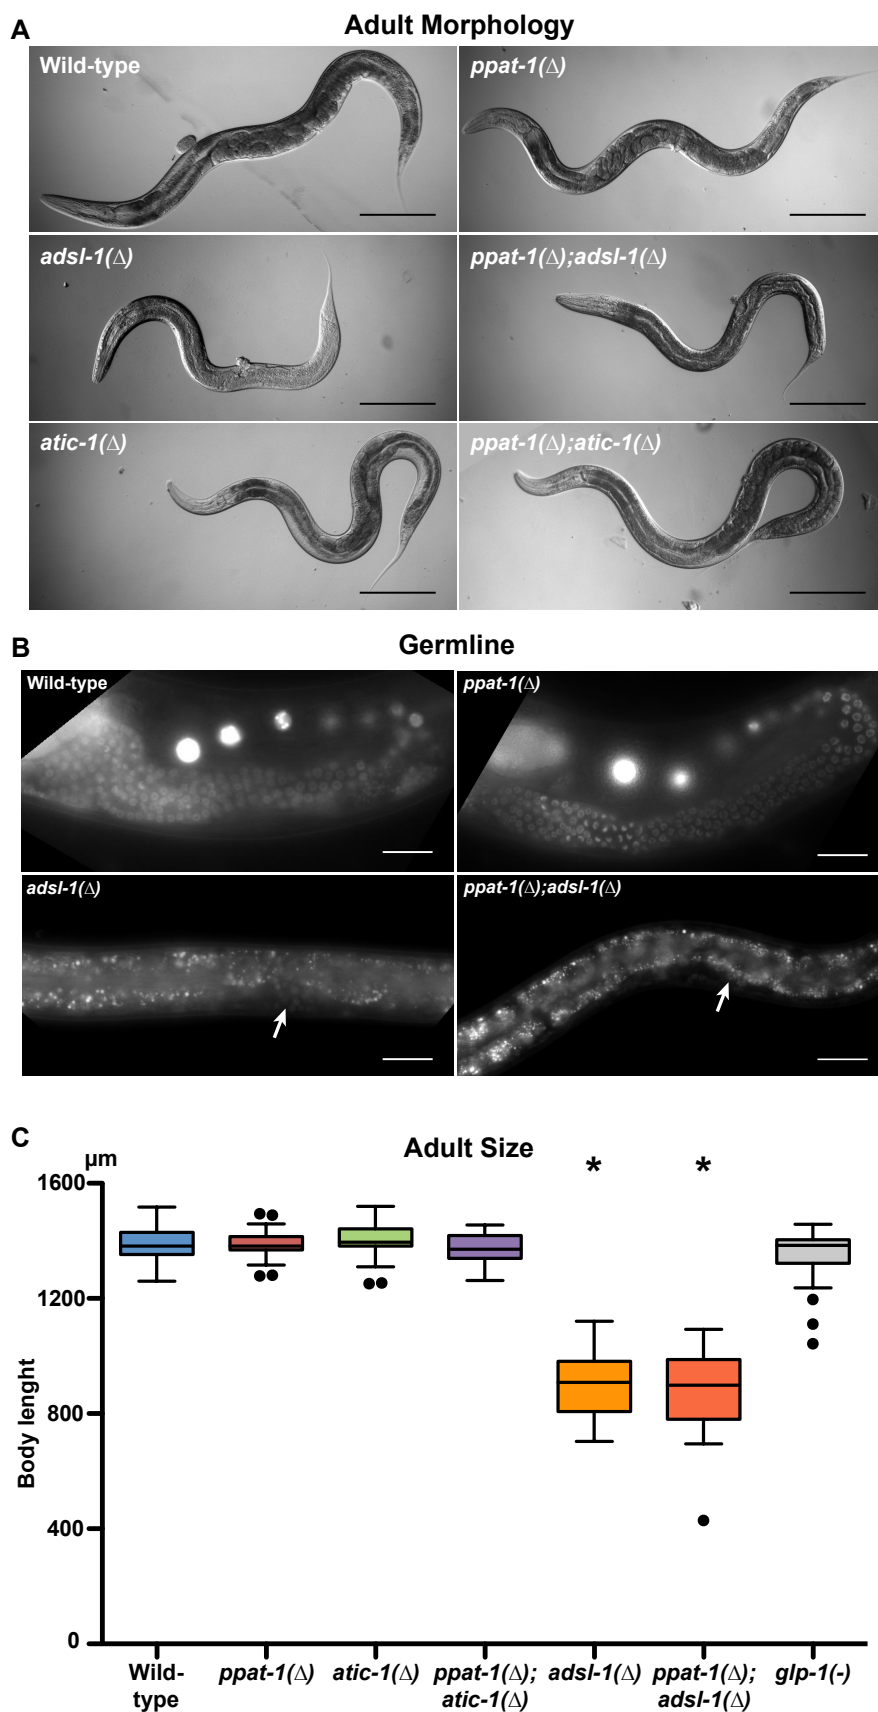 A
Adult Morphology
Wild-type
ppat-1(Δ)
adsl-1(Δ)
ppat-1(Δ);adsl-1(Δ)
atic-1(Δ)
ppat-1(Δ);atic-1(Δ)
B
Germline
Wild-type
ppat-1(Δ)
adsl-1(Δ)
ppat-1(Δ);adsl-1(Δ)
C
Adult Size
µm
* *
1600
1200
800
400
0
Body lenght
Wild-
type
ppat-1(Δ)
atic-1(Δ)
ppat-1(Δ);
atic-1(Δ)
adsl-1(Δ)
ppat-1(Δ);
adsl-1(Δ)
glp-1(-)